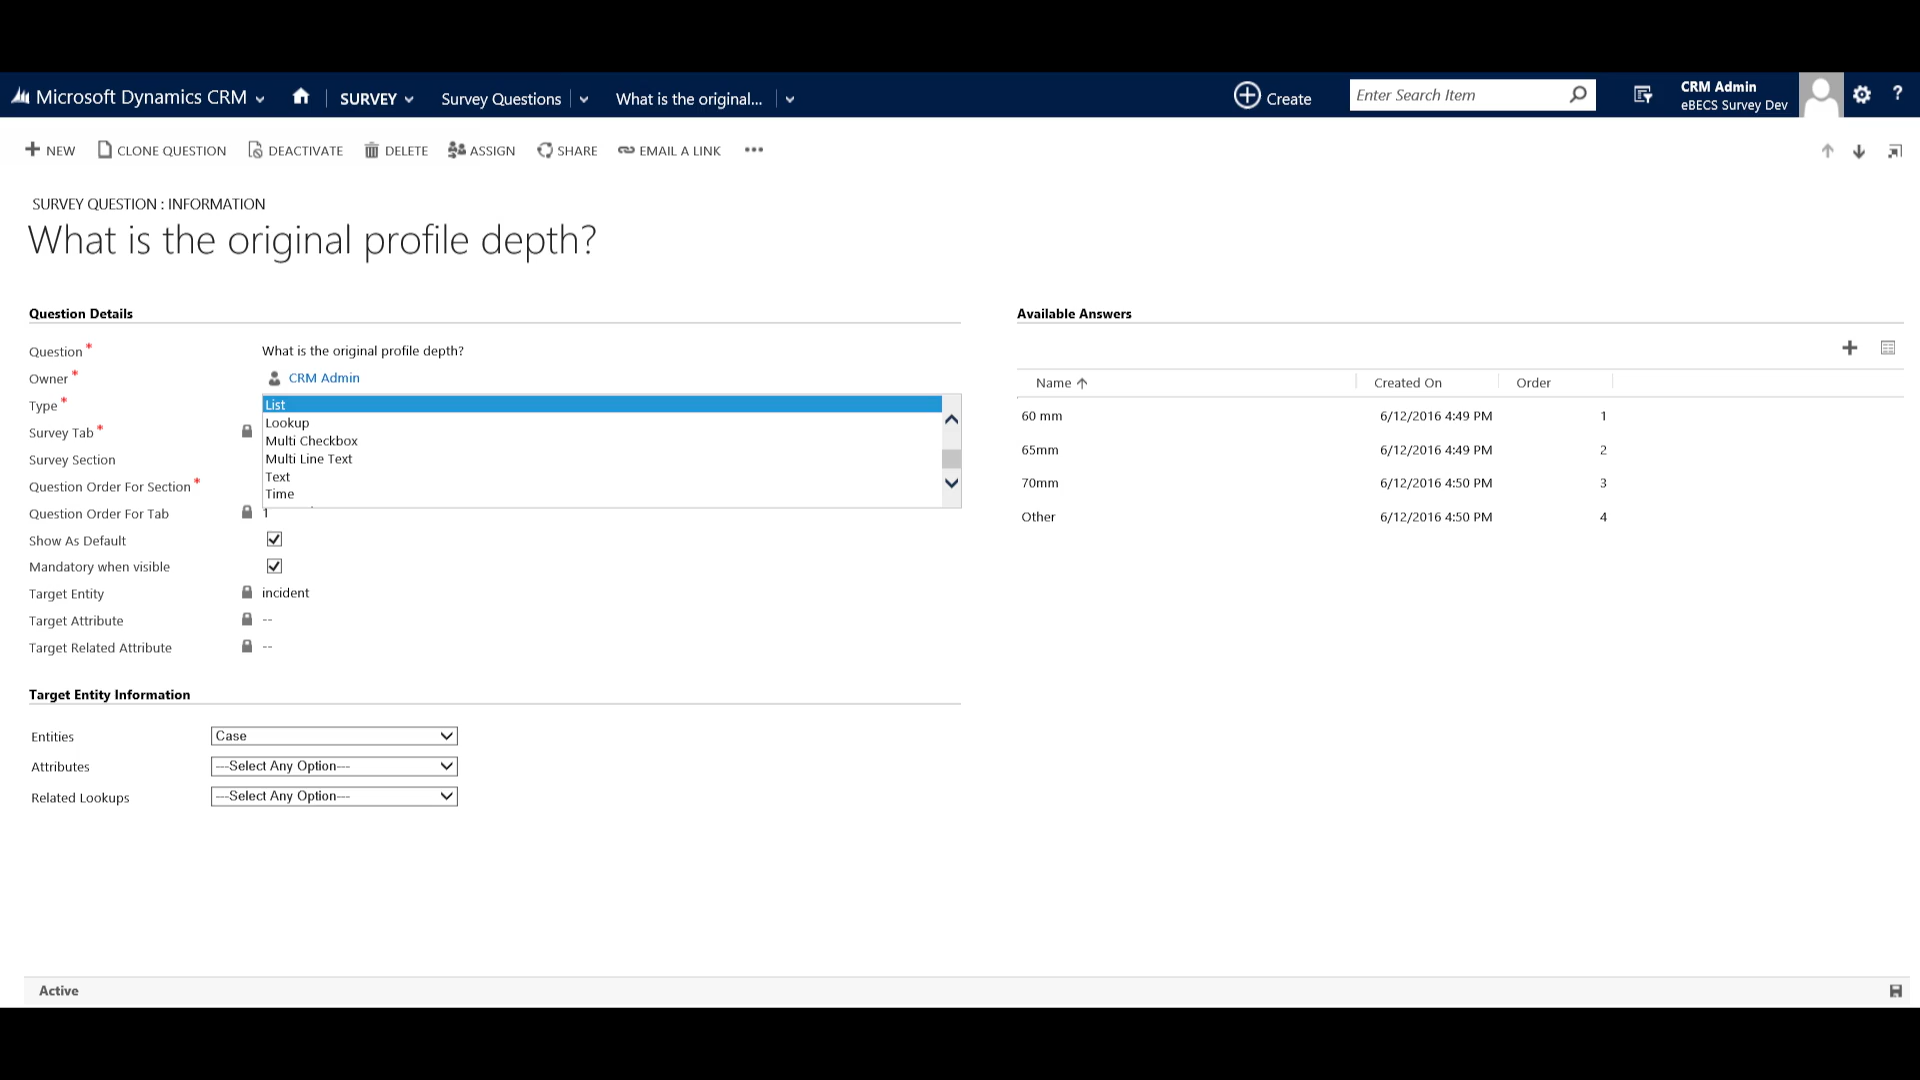 Microsoft Dynamics CRM SURVEY Survey Questions What is the original... Create Enter Search Item CRM Admin ?
eBECS Survey Dev
NEW CLONE QUESTION DEACTIVATE DELETE ASSIGN SHARE EMAIL A LINK •••
SURVEY QUESTION : INFORMATION
What is the original profile depth?
Question Details
Question * What is the original profile depth?
Owner * CRM Admin
Type * List
Lookup
Survey Tab * Multi Checkbox
Survey Section Multi Line Text
Text
Question Order For Section * Time
Question Order For Tab 1
Show As Default
Mandatory when visible
Target Entity incident
Target Attribute --
Target Related Attribute --
Target Entity Information
Entities Case
Attributes ---Select Any Option---
Related Lookups ---Select Any Option---
Available Answers
Name Created On Order
60 mm 6/12/2016 4:49 PM 1
65mm 6/12/2016 4:49 PM 2
70mm 6/12/2016 4:50 PM 3
Other 6/12/2016 4:50 PM 4
Active